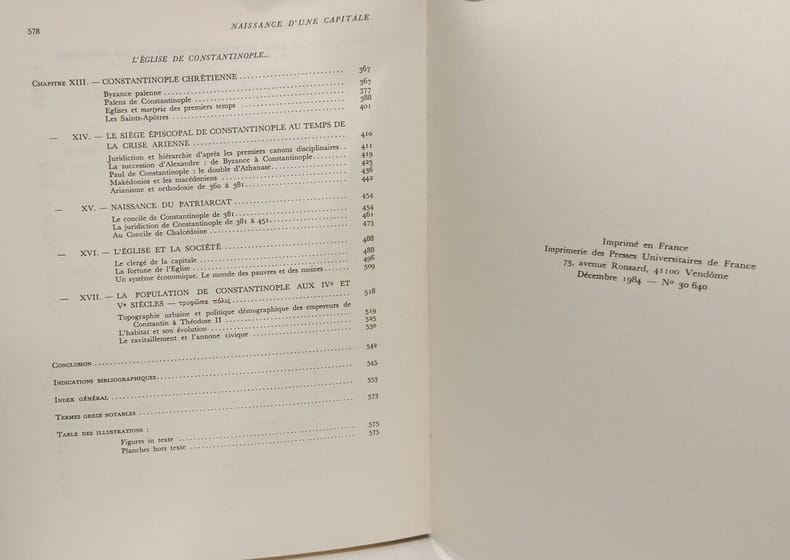 578
NAISSANCE D'UNE CAPITALE
L'ÉGLISE DE CONSTANTINOPLE...
CHAPITRE XIII. — CONSTANTINOPLE CHRÉTIENNE 367
Byzance païenne 367
Païens de Constantinople 377
Églises et martyria des premiers temps 388
Les Saints-Apôtres 401
— XIV. — LE SIÈGE ÉPISCOPAL DE CONSTANTINOPLE AU TEMPS DE
LA CRISE ARIENNE 410
Juridiction et hiérarchie d'après les premiers canons disciplinaires.. 411
La succession d'Alexandre : de Byzance à Constantinople 419
Paul de Constantinople : le double d'Athanase 425
Makédonios et les macédoniens 436
Arianisme et orthodoxie de 360 à 381 442
— XV. — NAISSANCE DU PATRIARCAT 454
Le concile de Constantinople de 381 454
La juridiction de Constantinople de 381 à 451 461
Au Concile de Chalcédoine 473
— XVI. — L'ÉGLISE ET LA SOCIÉTÉ 488
Le clergé de la capitale 488
La fortune de l'Église 496
Un système économique. Le monde des pauvres et des moines 509
— XVII. — LA POPULATION DE CONSTANTINOPLE AUX IVe ET
Ve SIÈCLES — τρυφῶσα πόλις 518
Topographie urbaine et politique démographique des empereurs de
Constantin à Théodose II 519
L'habitat et son évolution 525
Le ravitaillement et l'annone civique 530
CONCLUSION 542
INDICATIONS BIBLIOGRAPHIQUES 545
INDEX GÉNÉRAL 553
TERMES GRECS NOTABLES 573
TABLE DES ILLUSTRATIONS :
Figures in texte 575
Planches hors texte 575
Imprimé en France
Imprimerie des Presses Universitaires de France
73, avenue Ronsard, 41100 Vendôme
Décembre 1984 — No 30 640